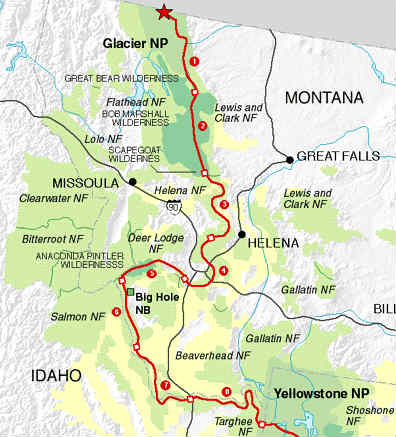 Glacier NP
1
GREAT BEAR WILDERNESS
Flathead NF
BOB MARSHALL
WILDERNESS
Lewis and
Clark NF
MONTANA
2
Lolo NF
SCAPEGOAT
WILDERNES
GREAT FALLS
MISSOULA
Helena NF
Clearwater NF
90
3
Lewis and
Clark NF
Bitterroot NF
Deer Lodge
NF
HELENA
ANACONDA PINTLER
WILDERNESSS
4
5
Gallatin NF
Big Hole
NB
BILL
Salmon NF
6
Gallatin NF
Beaverhead NF
IDAHO
7
8
Yellowstone NP
Targhee
NF
Shoshone
NF